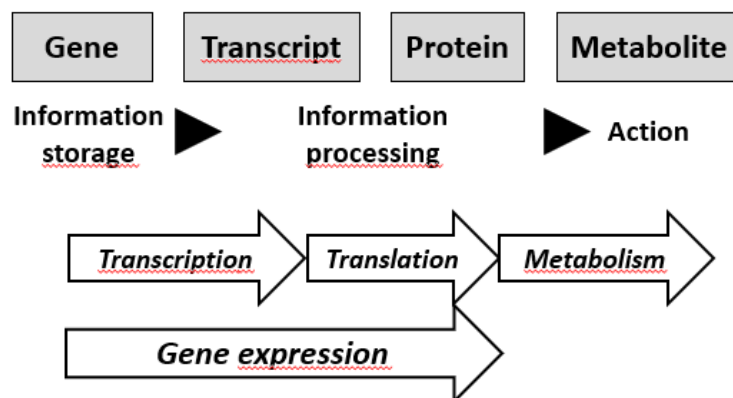 Gene Transcript Protein Metabolite
Information Information
storage processing Action
Transcription Translation Metabolism
Gene expression